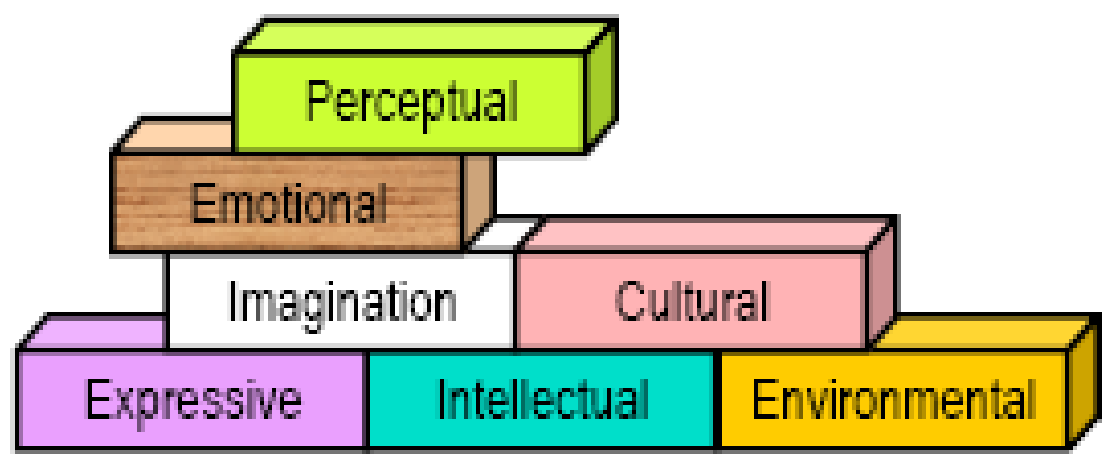 Perceptual
Emotional
Imagination Cultural
Expressive Intellectual Environmental